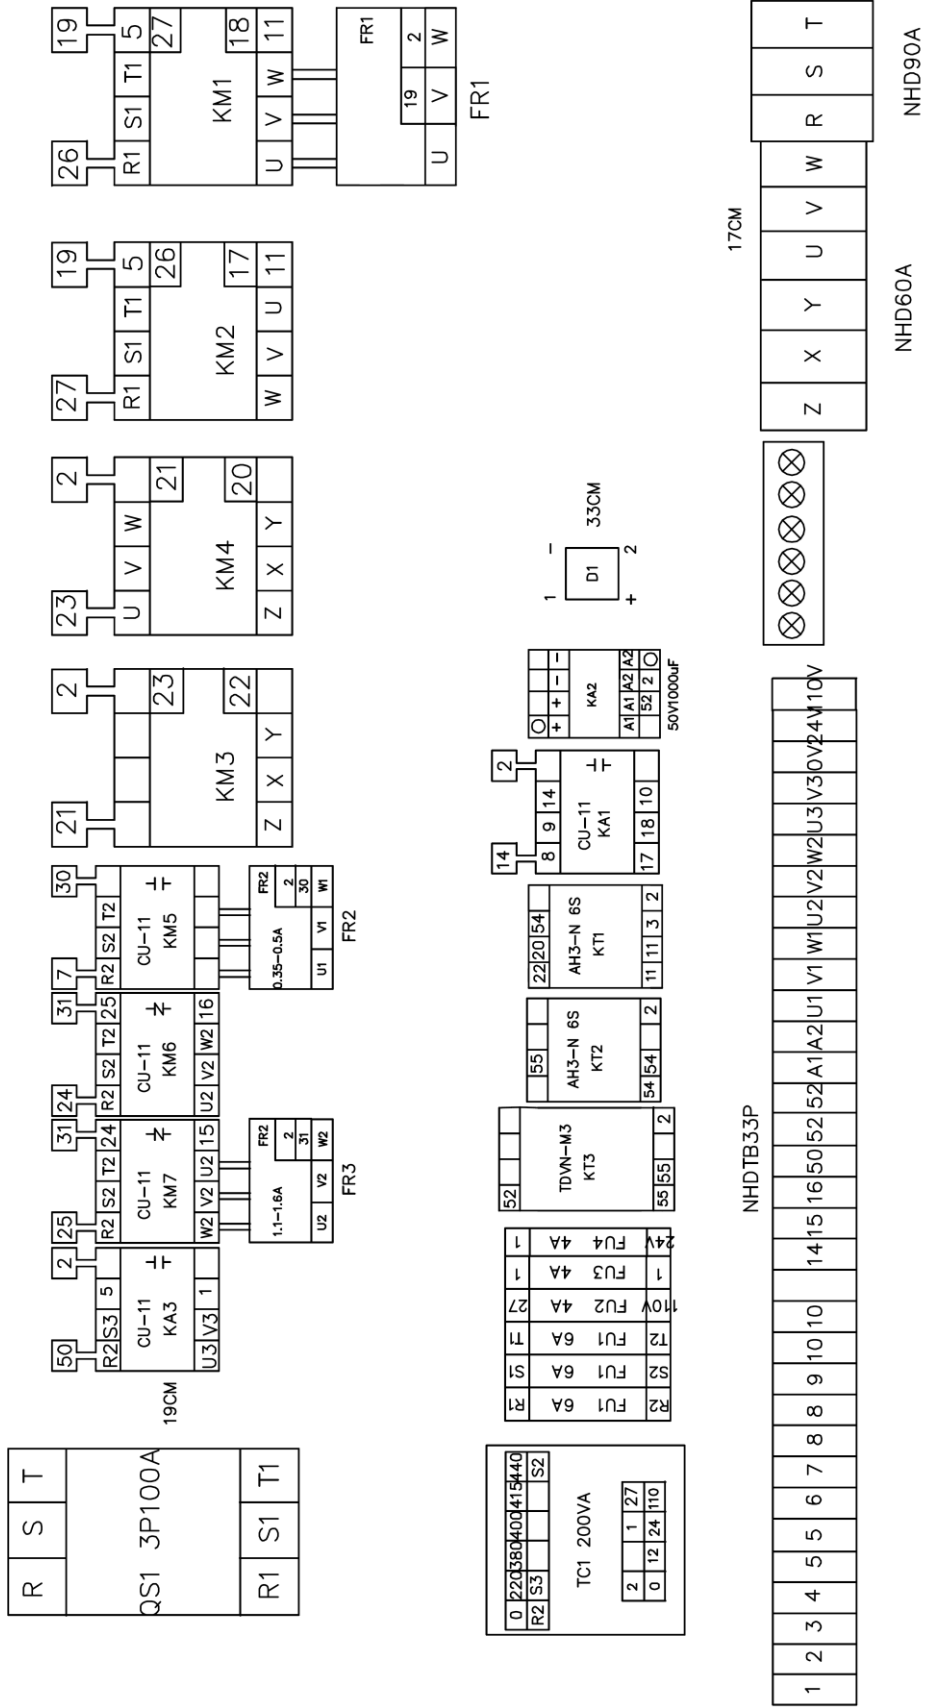 R S T
QS1 3P100A
R1 S1 T1
19CM
50 2
R2 S3 5
CU-11
KA3
U3 V3 1
25 31
R2 S2 T2 24
CU-11
KM7
W2 V2 U2 15
FR2
1.1-1.6A
2
31
U2 V2 W2
FR3
24 31
R2 S2 T2 25
CU-11
KM6
U2 V2 W2 16
7 30
R2 S2 T2
CU-11
KM5
FR2
0.35-0.5A
2
30
U1 V1 W1
FR2
21 2
23
KM3
22
Z X Y
23 2
U V W
21
KM4
20
Z X Y
27 19
R1 S1 T1 5
26
KM2
17
W V U 11
26 19
R1 S1 T1 5
27
KM1
18
U V W 11
FR1
19 2
U V W
FR1
0 220 380 400 415 440
R2 S3 S2
TC1 200VA
2 1 27
0 12 24 110
R2 S2 T2 110V 1 24V
FU1 FU1 FU1 FU2 FU3 FU4
6A 6A 6A 4A 4A 4A
R1 S1 T1 27 1 1
52
TDVN-M3
KT3
55 55 2
55
AH3-N 6S
KT2
54 54 2
22 20 54
AH3-N 6S
KT1
11 11 3 2
14 2
8 9 14
CU-11
KA1
17 18 10
+ + - -
KA2
A1 A1 A2 A2
52 2
50V1000uF
1 -
D1
+ 2
33CM
NHDTB33P
1 2 3 4 5 5 6 7 8 8 9 10 10 14 15 16 50 52 52 A1 A2 U1 V1 W1 U2 V2 W2 U3 V3 0V 24V 110V
17CM
Z X Y U V W R S T
NHD60A
NHD90A